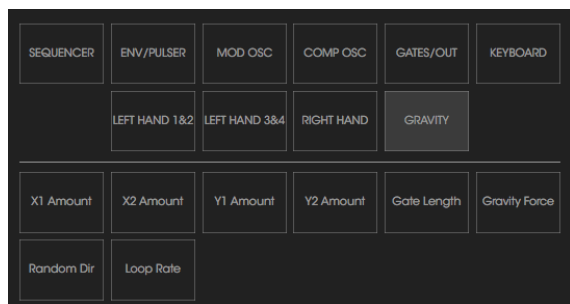 SEQUENCER ENV/PULSER MOD OSC COMP OSC GATES/OUT KEYBOARD
LEFT HAND 1&2 LEFT HAND 3&4 RIGHT HAND GRAVITY
X1 Amount X2 Amount Y1 Amount Y2 Amount Gate Length Gravity Force
Random Dir Loop Rate